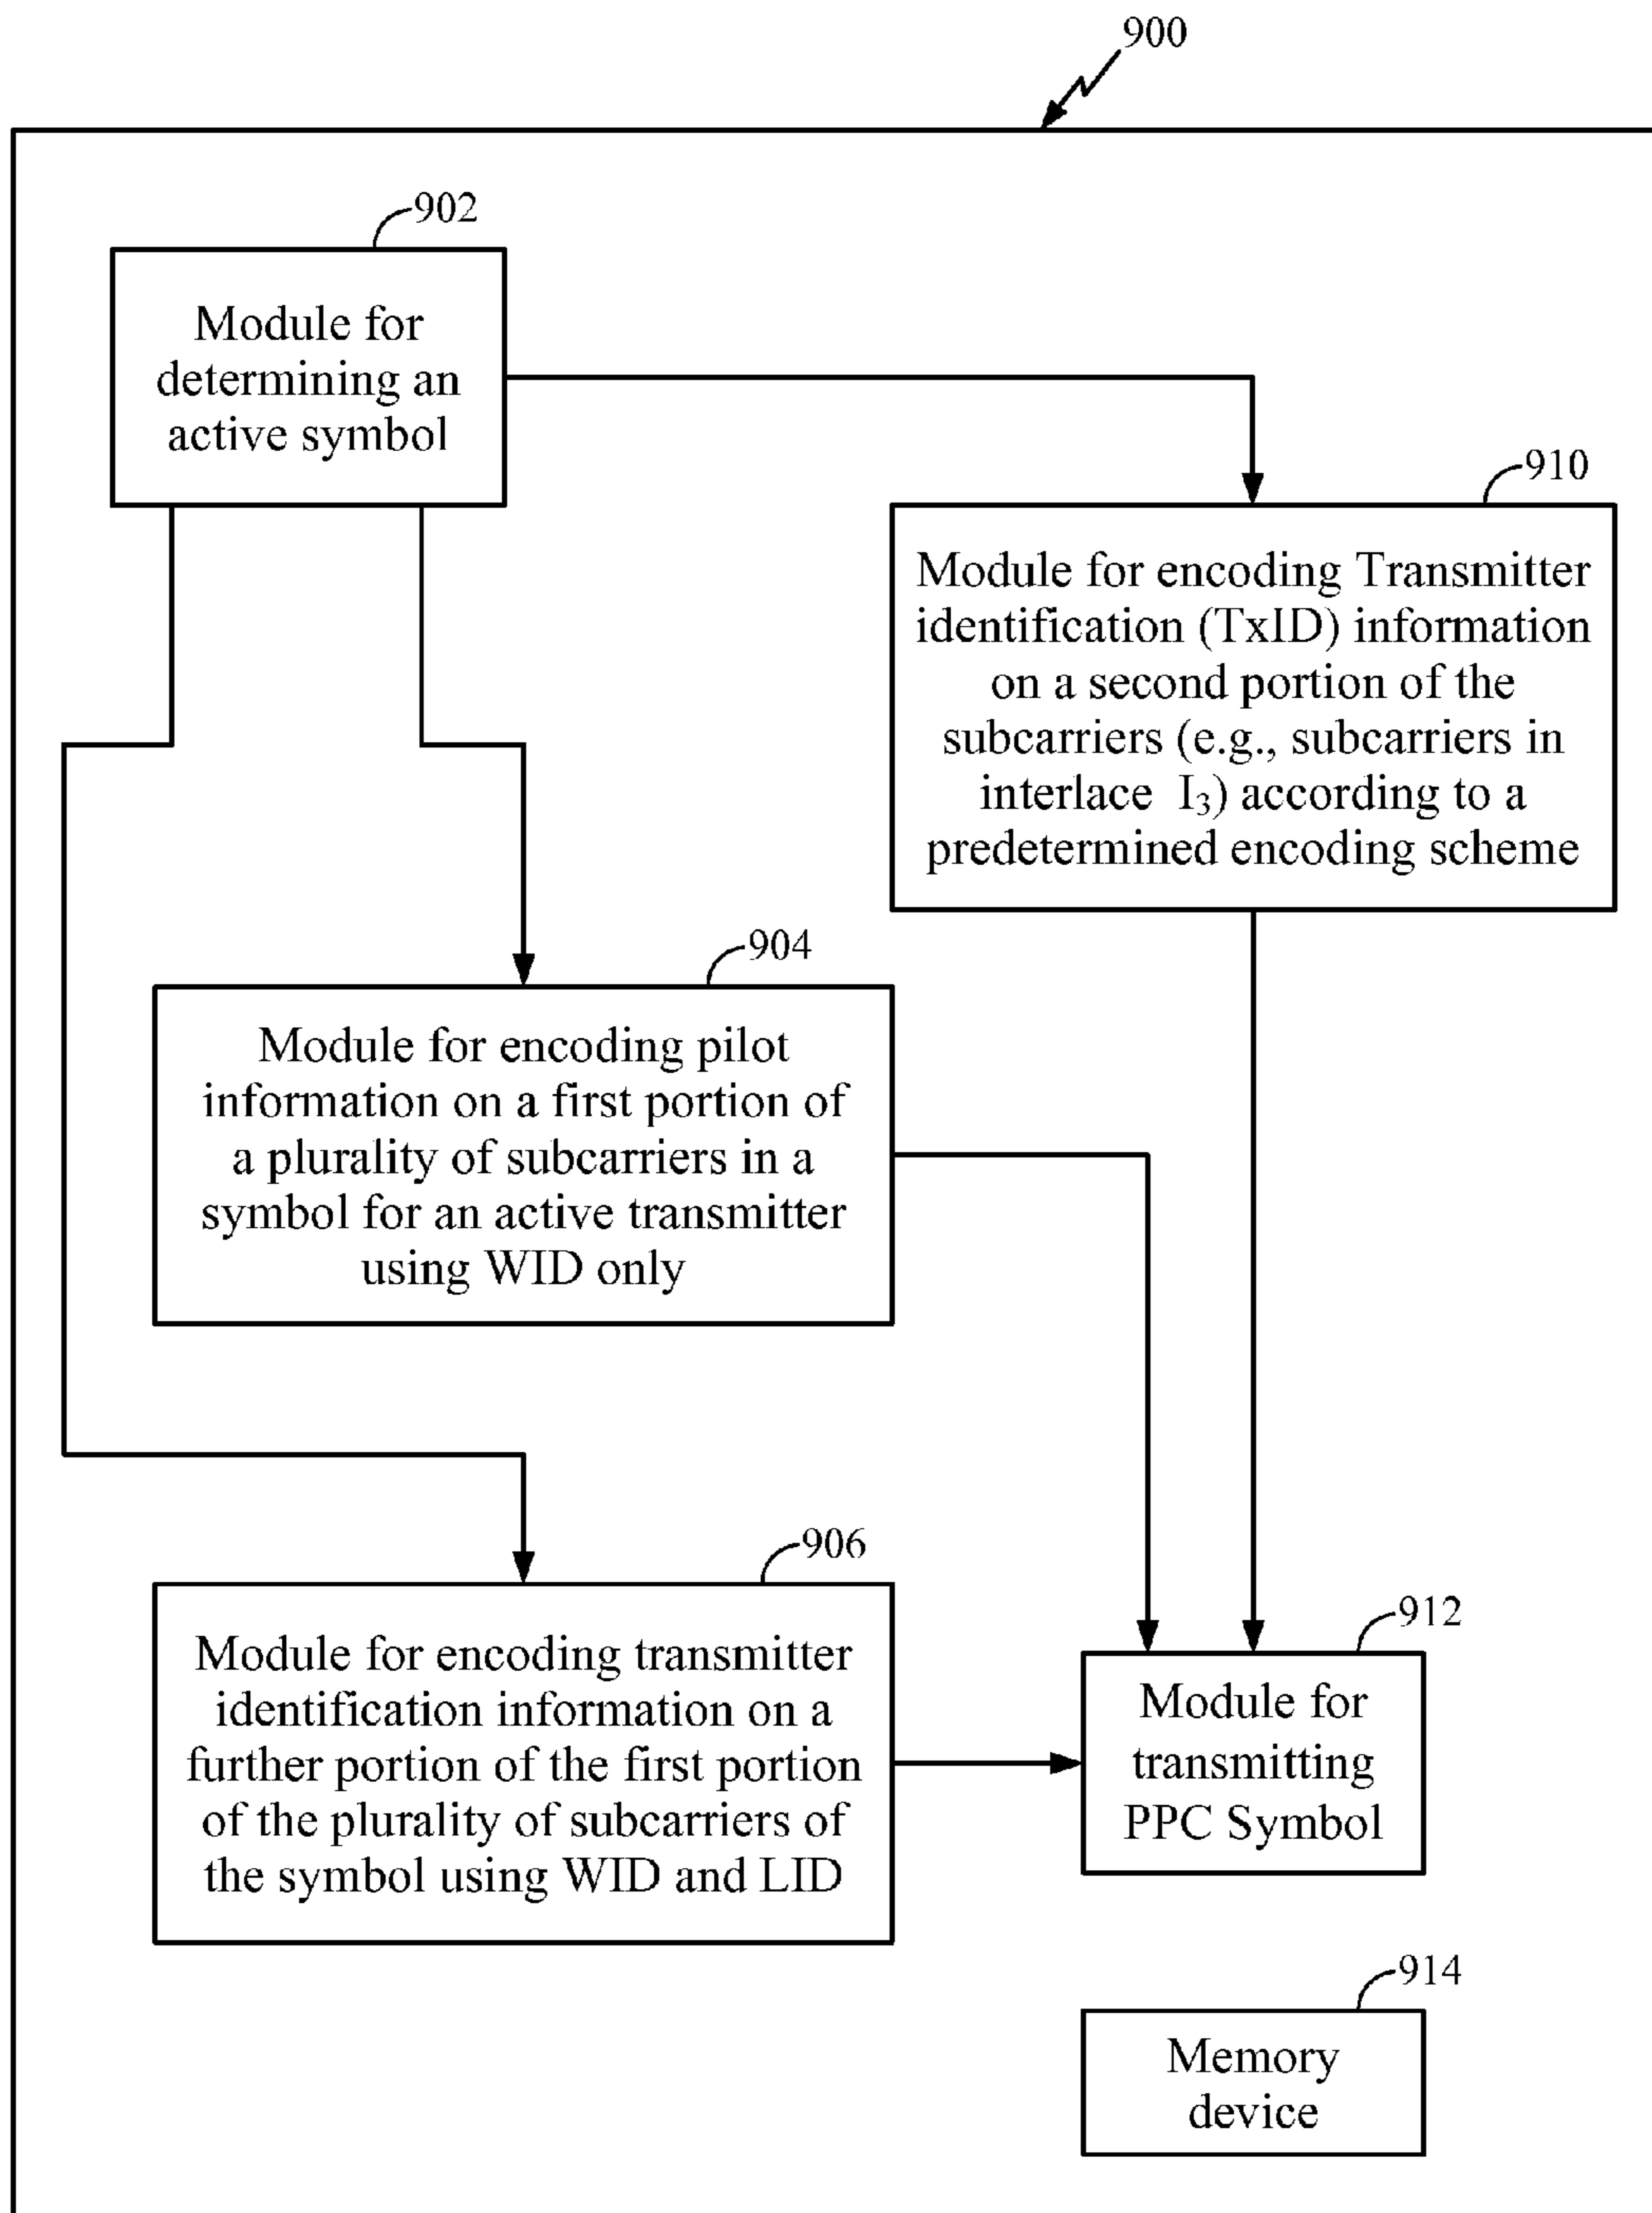 900
902
Module for
determining an
active symbol
910
Module for encoding Transmitter
identification (TxID) information
on a second portion of the
subcarriers (e.g., subcarriers in
interlace I₃) according to a
predetermined encoding scheme
904
Module for encoding pilot
information on a first portion of
a plurality of subcarriers in a
symbol for an active transmitter
using WID only
906
Module for encoding transmitter
identification information on a
further portion of the first portion
of the plurality of subcarriers of
the symbol using WID and LID
912
Module for
transmitting
PPC Symbol
914
Memory
device